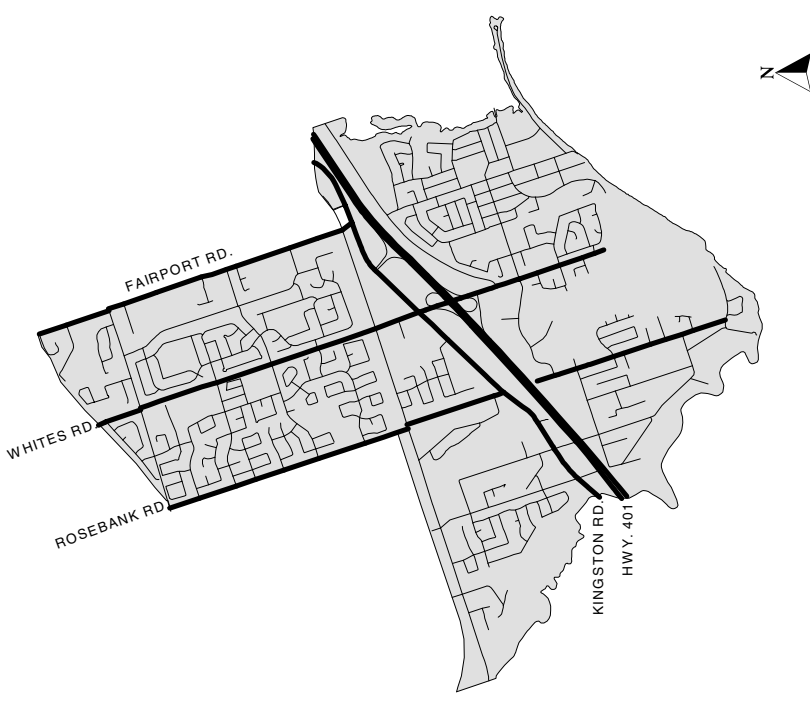 N
FAIRPORT RD.
WHITES RD.
ROSEBANK RD.
KINGSTON RD.
HWY. 401